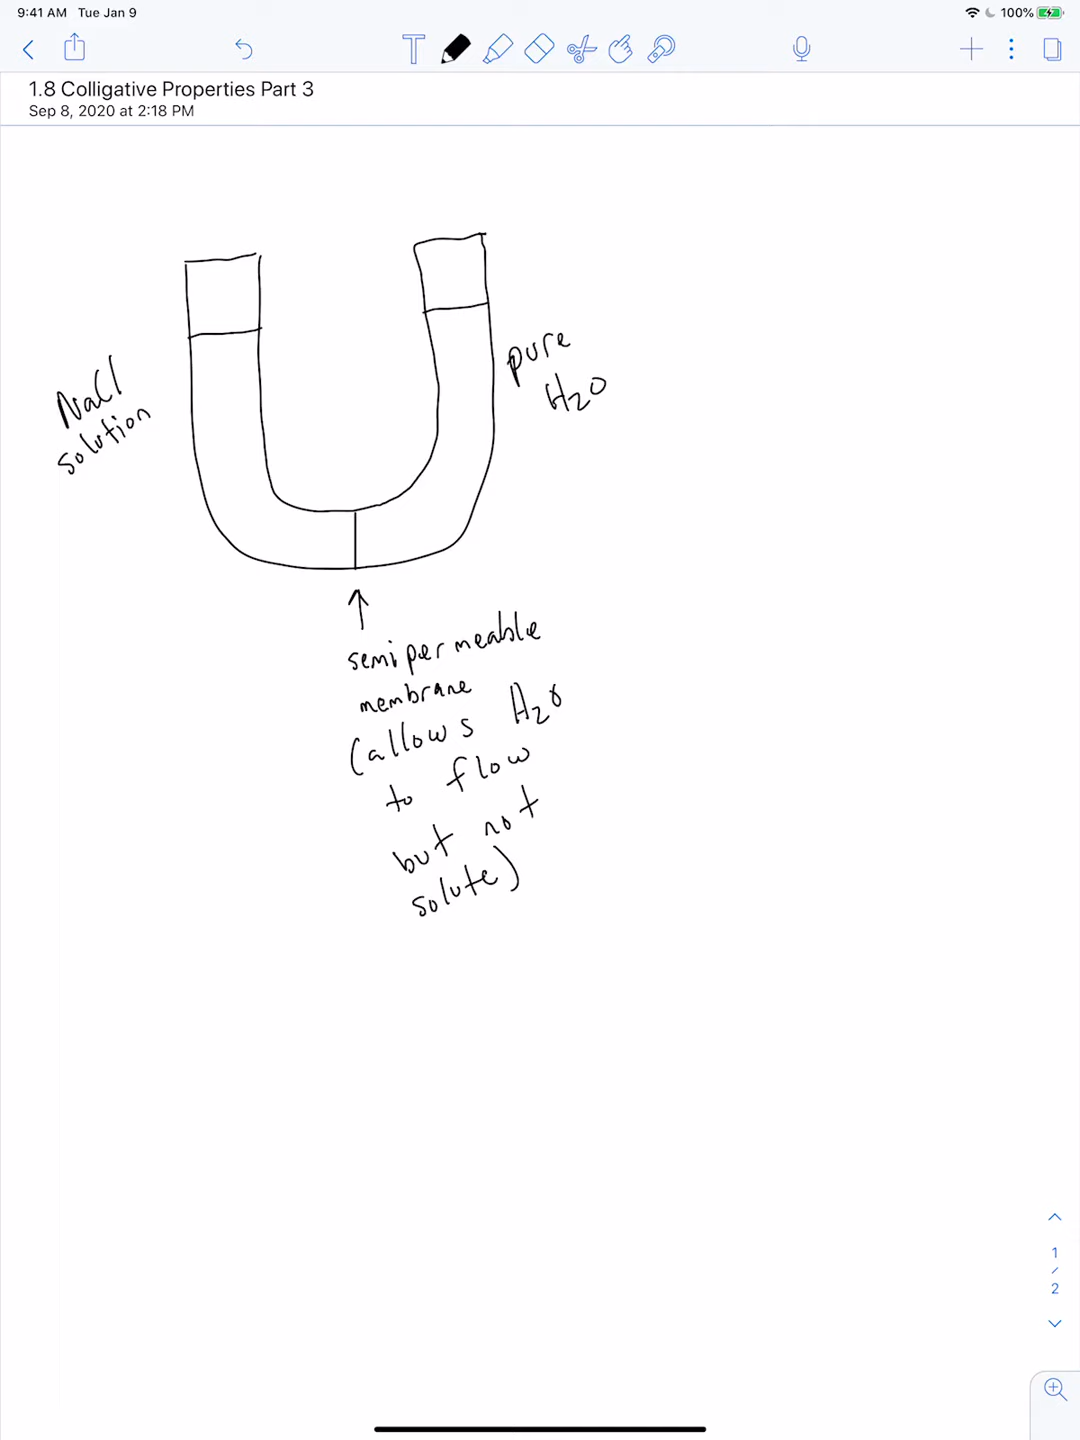 9:41 AM Tue Jan 9
100%
T
1.8 Colligative Properties Part 3
Sep 8, 2020 at 2:18 PM
NaCl
solution
pure
H2O
semipermeable
membrane
(allows H2O
to flow
but not
solute)
1
/
2